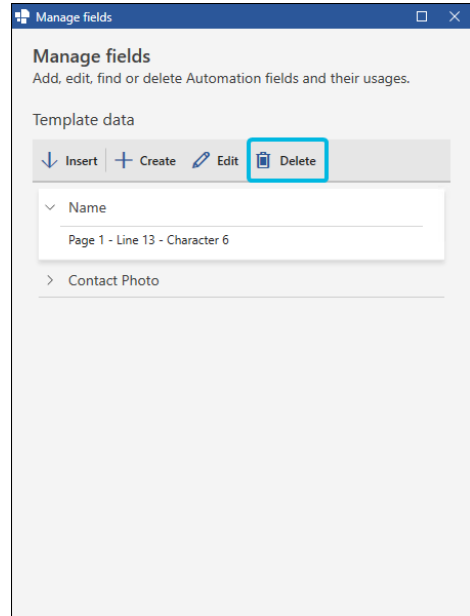 Manage fields
Manage fields
Add, edit, find or delete Automation fields and their usages.
Template data
Insert Create Edit Delete
Name
Page 1 - Line 13 - Character 6
Contact Photo